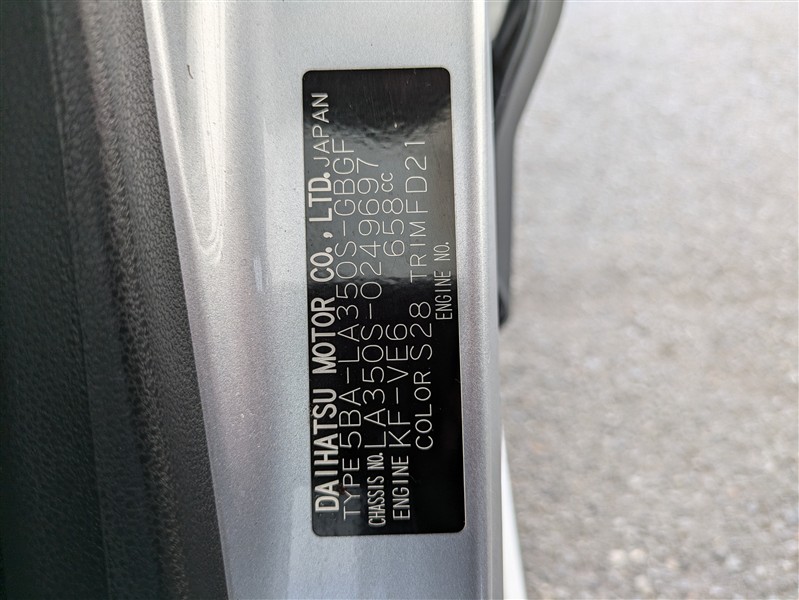 DAIHATSU MOTOR CO., LTD. JAPAN
TYPE 5BA-LA350S-GBGF
CHASSIS NO. LA350S-0249697
ENGINE KF-VE6 658cc
COLOR S28 TRIM FD21
ENGINE NO.